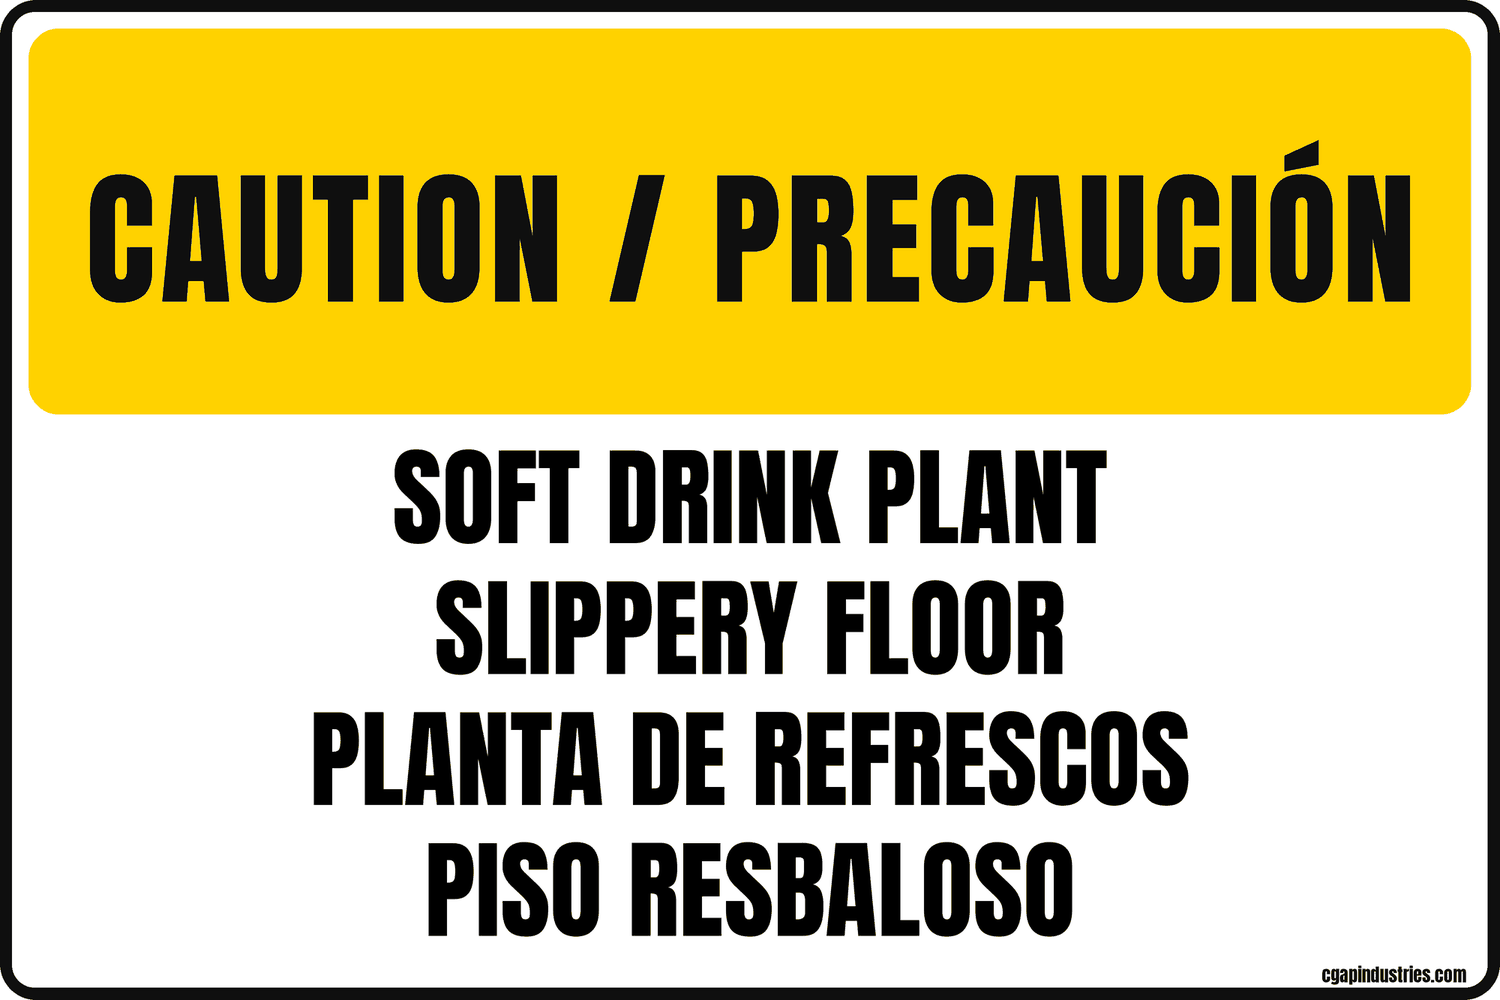 CAUTION / PRECAUCIÓN
SOFT DRINK PLANT
SLIPPERY FLOOR
PLANTA DE REFRESCOS
PISO RESBALOSO
cgapindustries.com